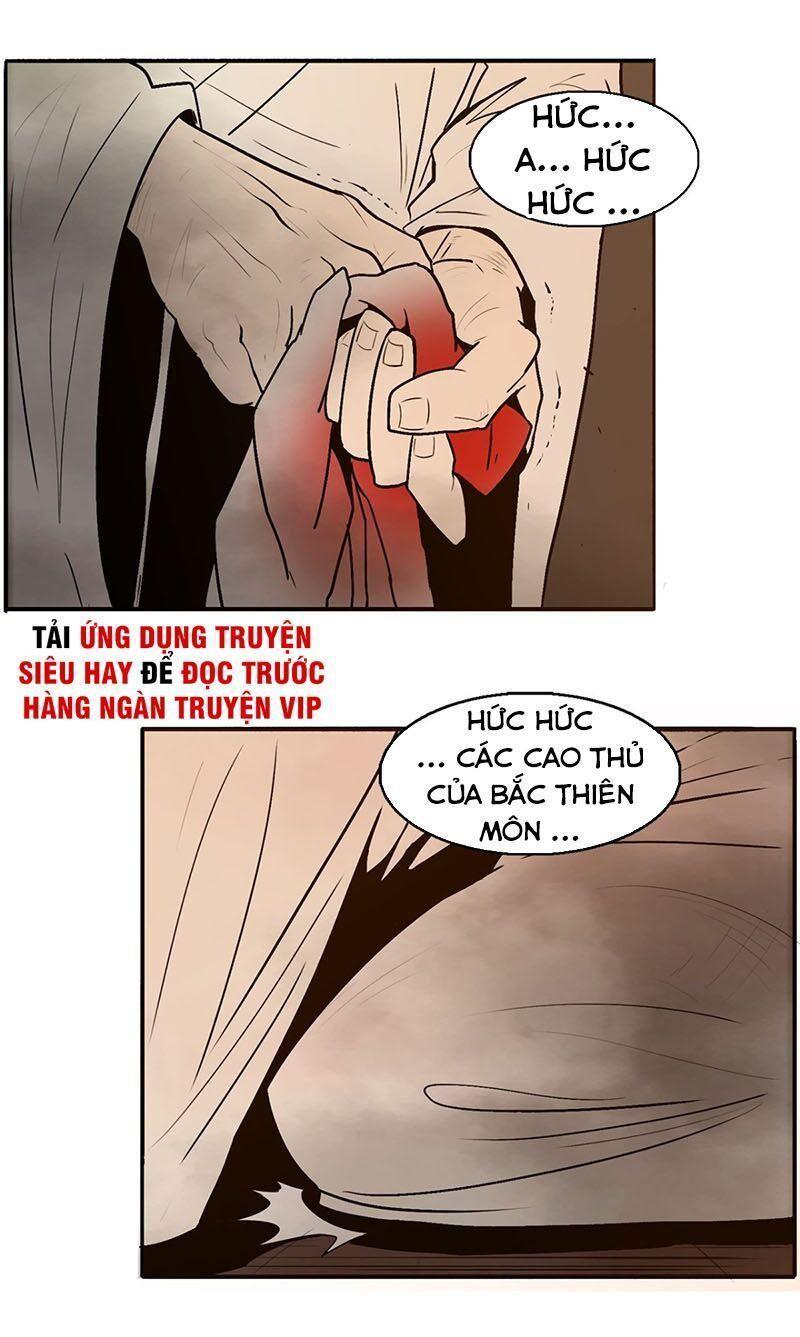 HỨC...
A... HỨC
HỨC ...
TẢI ỨNG DỤNG TRUYỆN
SIÊU HAY ĐỂ ĐỌC TRƯỚC
HÀNG NGÀN TRUYỆN VIP
HỨC HỨC
... CÁC CAO THỦ
CỦA BẮC THIÊN
MÔN ...